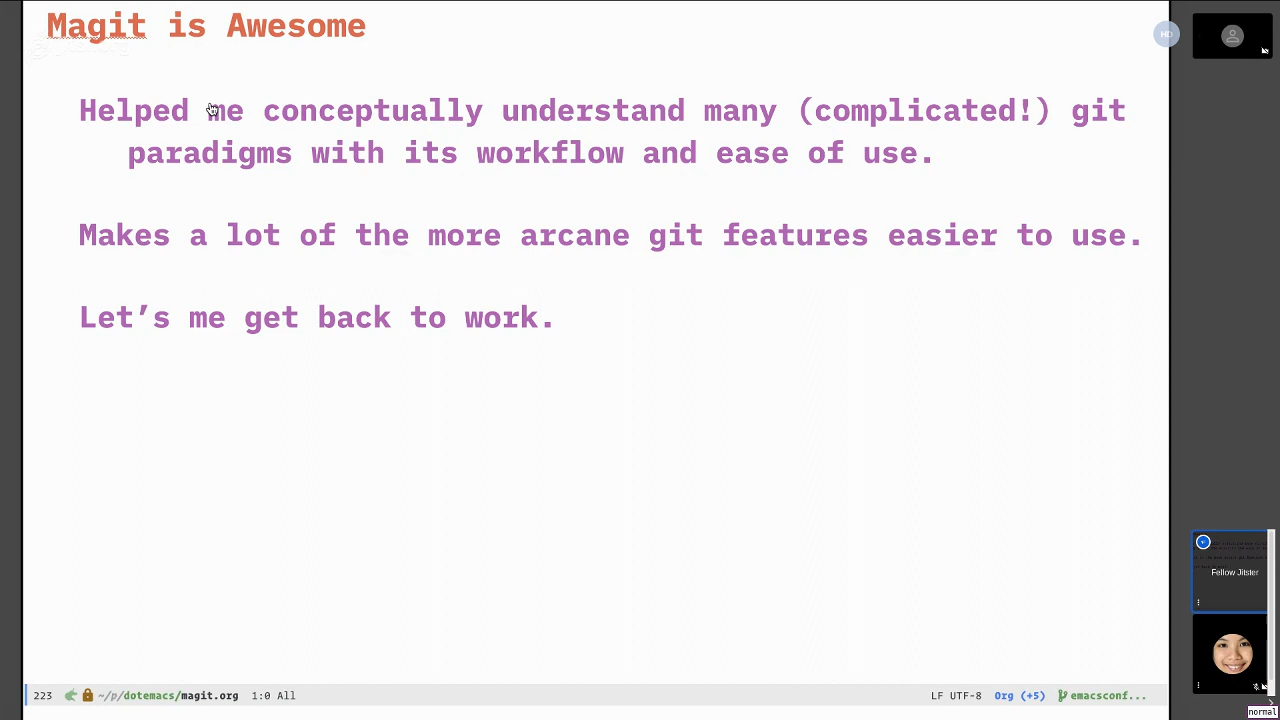 Magit is Awesome
HD
Helped me conceptually understand many (complicated!) git
paradigms with its workflow and ease of use.
Makes a lot of the more arcane git features easier to use.
Let’s me get back to work.
Fellow Jitster
223 ~/p/dotemacs/magit.org 1:0 All LF UTF-8 Org (+5) emacsconf...
normal